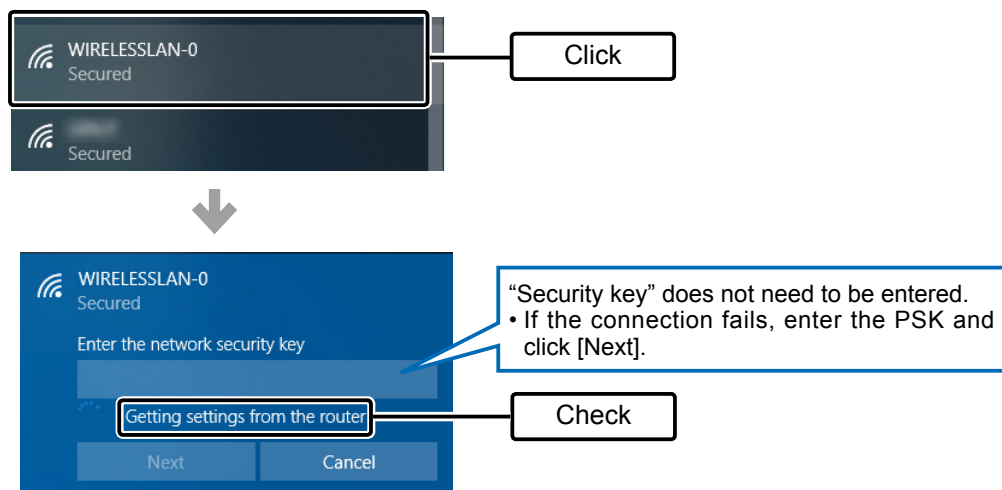 WIRELESSLAN-0
Secured
Click
Secured
WIRELESSLAN-0
Secured
Enter the network security key
“Security key” does not need to be entered.
• If the connection fails, enter the PSK and
click [Next].
Getting settings from the router
Check
Next
Cancel